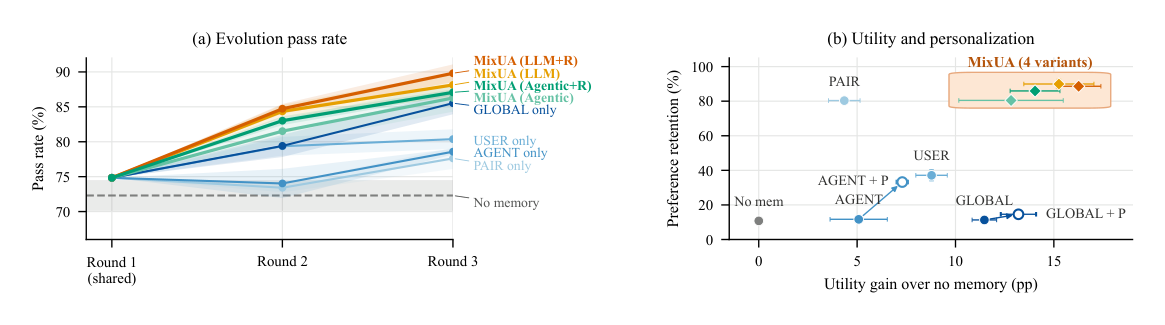 (a) Evolution pass rate
Pass rate (%)
90
85
80
75
70
MixUA (LLM+R)
MixUA (LLM)
MixUA (Agentic+R)
MixUA (Agentic)
GLOBAL only
USER only
AGENT only
PAIR only
No memory
Round 1
(shared)
Round 2
Round 3
(b) Utility and personalization
Preference retention (%)
100
80
60
40
20
0
MixUA (4 variants)
PAIR
USER
AGENT + P
AGENT
No mem
GLOBAL
GLOBAL + P
0
5
10
15
Utility gain over no memory (pp)